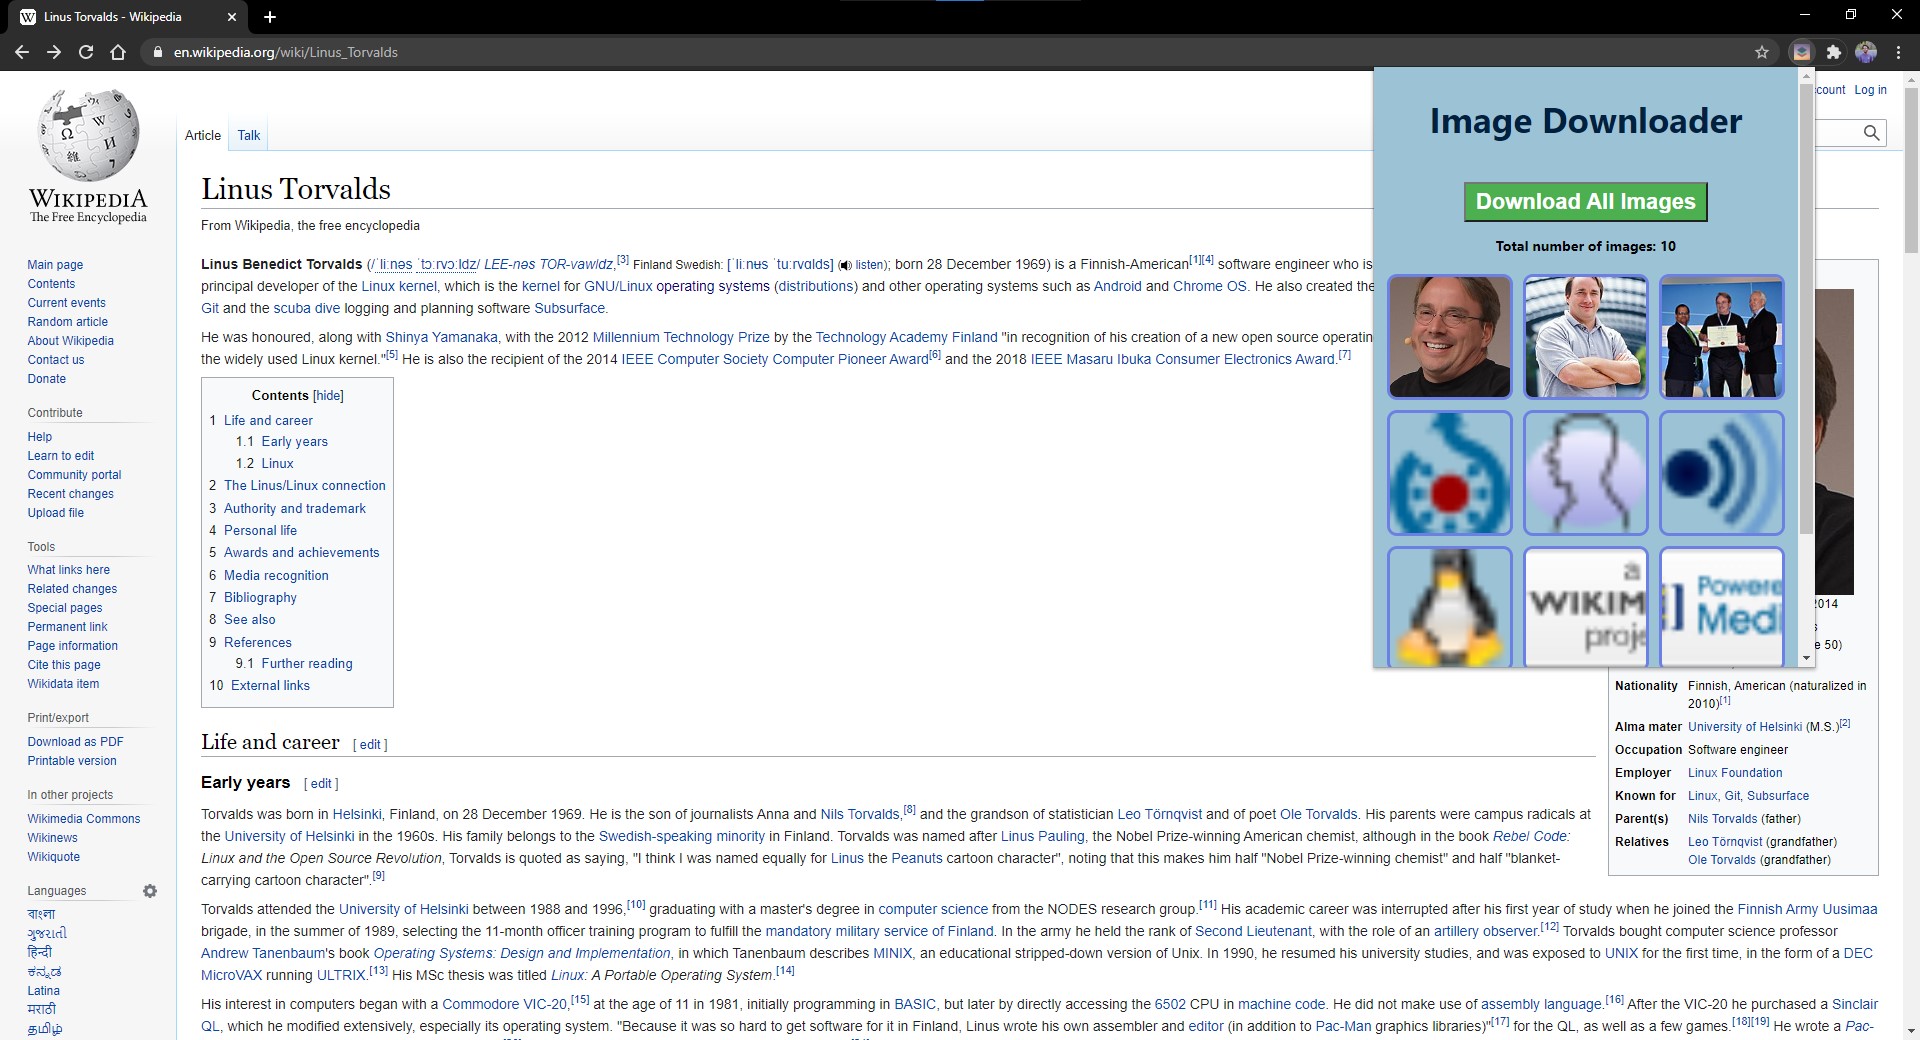 Linus Torvalds - Wikipedia
en.wikipedia.org/wiki/Linus_Torvalds
WIKIPEDIA
The Free Encyclopedia
Main page
Contents
Current events
Random article
About Wikipedia
Contact us
Donate
Contribute
Help
Learn to edit
Community portal
Recent changes
Upload file
Tools
What links here
Related changes
Special pages
Permanent link
Page information
Cite this page
Wikidata item
Print/export
Download as PDF
Printable version
In other projects
Wikimedia Commons
Wikinews
Wikiquote
Languages
বাংলা
ગુજરાતી
हिन्दी
ಕನ್ನಡ
Latina
मराठी
தமிழ்
Article Talk
Log in
Linus Torvalds
From Wikipedia, the free encyclopedia
Linus Benedict Torvalds (/ˈliːnəs ˈtɔːrvɔːldz/ LEE-nəs TOR-vawldz,[3] Finland Swedish: [ˈliːnʉs ˈtuːrvɑlds] (listen); born 28 December 1969) is a Finnish-American[1][4] software engineer who is
principal developer of the Linux kernel, which is the kernel for GNU/Linux operating systems (distributions) and other operating systems such as Android and Chrome OS. He also created the
Git and the scuba dive logging and planning software Subsurface.
He was honoured, along with Shinya Yamanaka, with the 2012 Millennium Technology Prize by the Technology Academy Finland "in recognition of his creation of a new open source operatin
the widely used Linux kernel."[5] He is also the recipient of the 2014 IEEE Computer Society Computer Pioneer Award[6] and the 2018 IEEE Masaru Ibuka Consumer Electronics Award.[7]
Contents [hide]
1 Life and career
1.1 Early years
1.2 Linux
2 The Linus/Linux connection
3 Authority and trademark
4 Personal life
5 Awards and achievements
6 Media recognition
7 Bibliography
8 See also
9 References
9.1 Further reading
10 External links
Life and career [ edit ]
Early years [ edit ]
Torvalds was born in Helsinki, Finland, on 28 December 1969. He is the son of journalists Anna and Nils Torvalds,[8] and the grandson of statistician Leo Törnqvist and of poet Ole Torvalds. His parents were campus radicals at
the University of Helsinki in the 1960s. His family belongs to the Swedish-speaking minority in Finland. Torvalds was named after Linus Pauling, the Nobel Prize-winning American chemist, although in the book Rebel Code:
Linux and the Open Source Revolution, Torvalds is quoted as saying, "I think I was named equally for Linus the Peanuts cartoon character", noting that this makes him half "Nobel Prize-winning chemist" and half "blanket-
carrying cartoon character".[9]
Torvalds attended the University of Helsinki between 1988 and 1996,[10] graduating with a master's degree in computer science from the NODES research group.[11] His academic career was interrupted after his first year of study when he joined the Finnish Army Uusimaa
brigade, in the summer of 1989, selecting the 11-month officer training program to fulfill the mandatory military service of Finland. In the army he held the rank of Second Lieutenant, with the role of an artillery observer.[12] Torvalds bought computer science professor
Andrew Tanenbaum's book Operating Systems: Design and Implementation, in which Tanenbaum describes MINIX, an educational stripped-down version of Unix. In 1990, he resumed his university studies, and was exposed to UNIX for the first time, in the form of a DEC
MicroVAX running ULTRIX.[13] His MSc thesis was titled Linux: A Portable Operating System.[14]
His interest in computers began with a Commodore VIC-20,[15] at the age of 11 in 1981, initially programming in BASIC, but later by directly accessing the 6502 CPU in machine code. He did not make use of assembly language.[16] After the VIC-20 he purchased a Sinclair
QL, which he modified extensively, especially its operating system. "Because it was so hard to get software for it in Finland, Linus wrote his own assembler and editor (in addition to Pac-Man graphics libraries)"[17] for the QL, as well as a few games.[18][19] He wrote a Pac-
Image Downloader
Download All Images
Total number of images: 10
a
WIKIM
proje
Powere
Medi
2014
e 50)
Nationality Finnish, American (naturalized in
2010)[1]
Alma mater University of Helsinki (M.S.)[2]
Occupation Software engineer
Employer Linux Foundation
Known for Linux, Git, Subsurface
Parent(s) Nils Torvalds (father)
Relatives Leo Törnqvist (grandfather)
Ole Torvalds (grandfather)